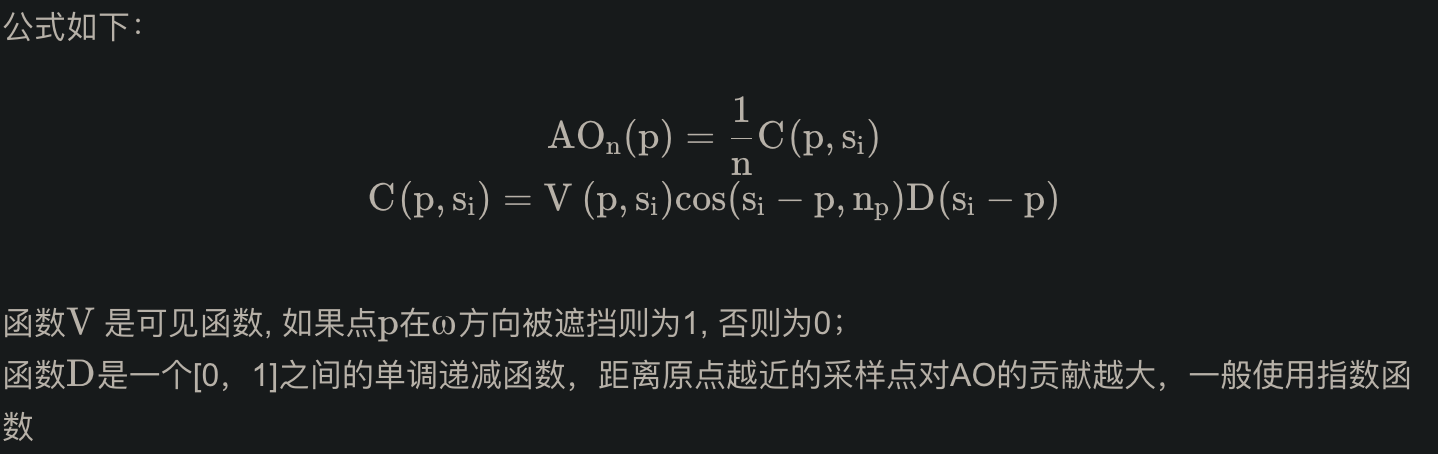 公式如下：
AOₙ(p) = \frac{1}{n}C(p, sᵢ)
C(p, sᵢ) = V (p, sᵢ)cos(sᵢ − p, n_p)D(sᵢ − p)
函数V 是可见函数, 如果点p在ω方向被遮挡则为1, 否则为0；
函数D是一个[0，1]之间的单调递减函数，距离原点越近的采样点对AO的贡献越大，一般使用指数函
数